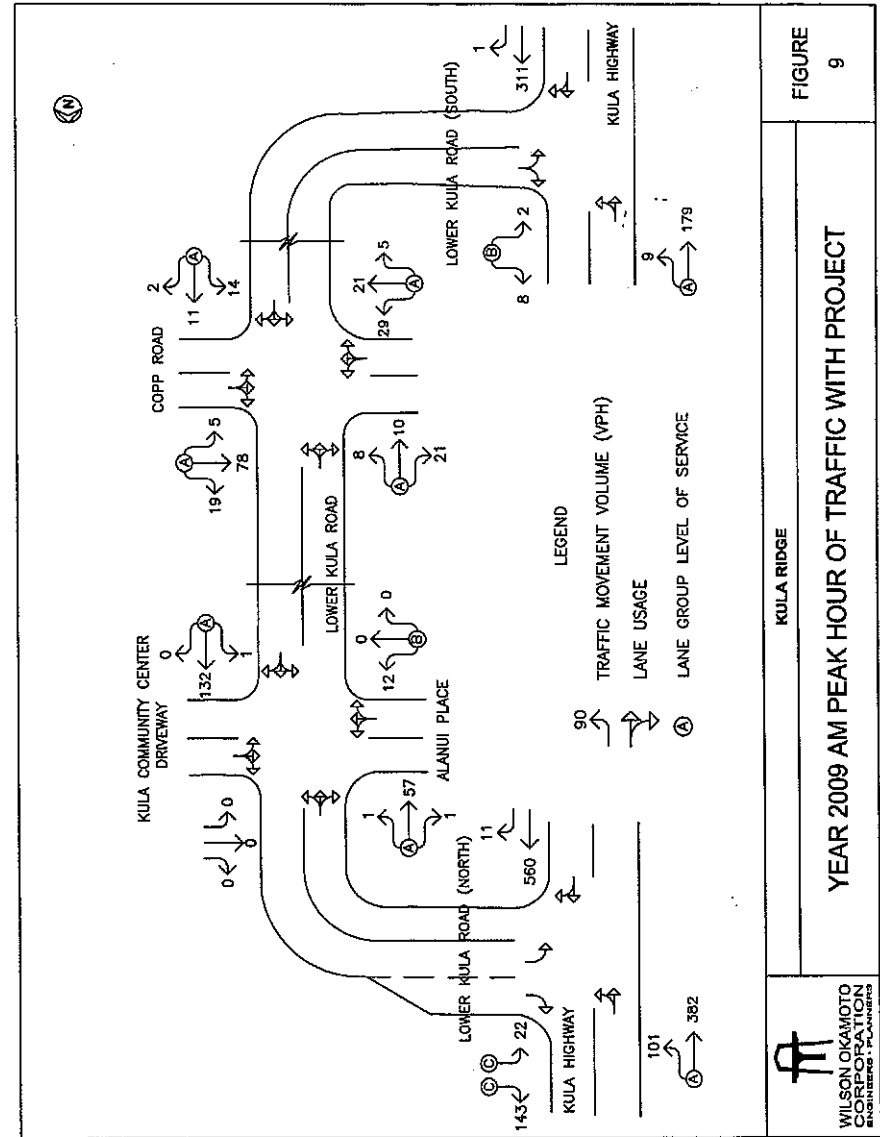 N
KULA COMMUNITY CENTER
DRIVEWAY
COPP ROAD
0
0
0
0
132
1
A
19
78
5
A
2
11
14
A
LOWER KULA ROAD
1
57
1
A
12
0
0
B
ALANUI PLACE
8
10
21
A
29
21
5
A
LOWER KULA ROAD (NORTH)
LOWER KULA ROAD (SOUTH)
11
560
C
C
143
22
KULA HIGHWAY
101
382
A
B
8
2
1
311
KULA HIGHWAY
9
179
A
LEGEND
90
TRAFFIC MOVEMENT VOLUME (VPH)
LANE USAGE
A
LANE GROUP LEVEL OF SERVICE
WILSON OKAMOTO
CORPORATION
ENGINEERS · PLANNERS
KULA RIDGE
YEAR 2009 AM PEAK HOUR OF TRAFFIC WITH PROJECT
FIGURE
9